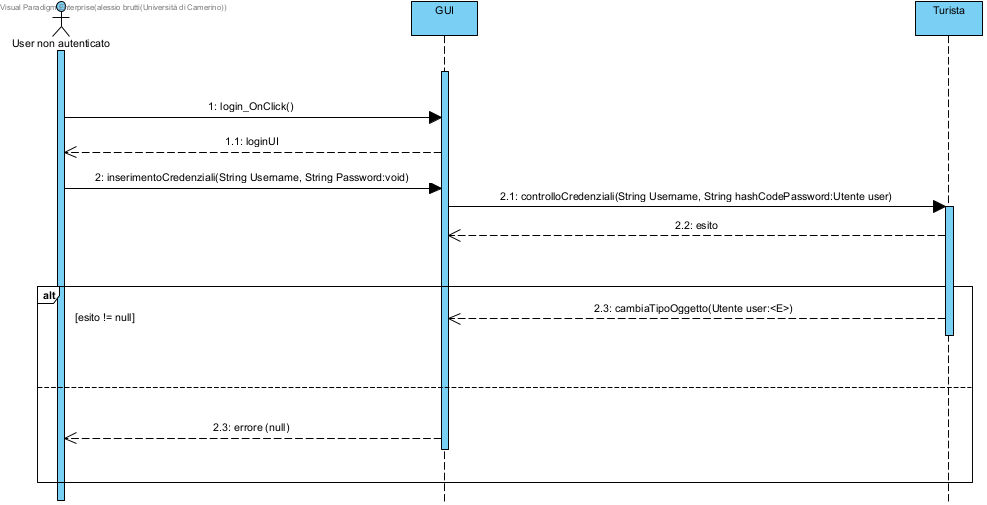 Visual Paradigm Enterprise(alessio brutti(Università di Camerino))
GUI
Turista
User non autenticato
1: login_OnClick()
1.1: loginUI
2: inserimentoCredenziali(String Username, String Password:void)
2.1: controlloCredenziali(String Username, String hashCodePassword:Utente user)
2.2: esito
alt
2.3: cambiaTipoOggetto(Utente user:<E>)
[esito != null]
2.3: errore (null)